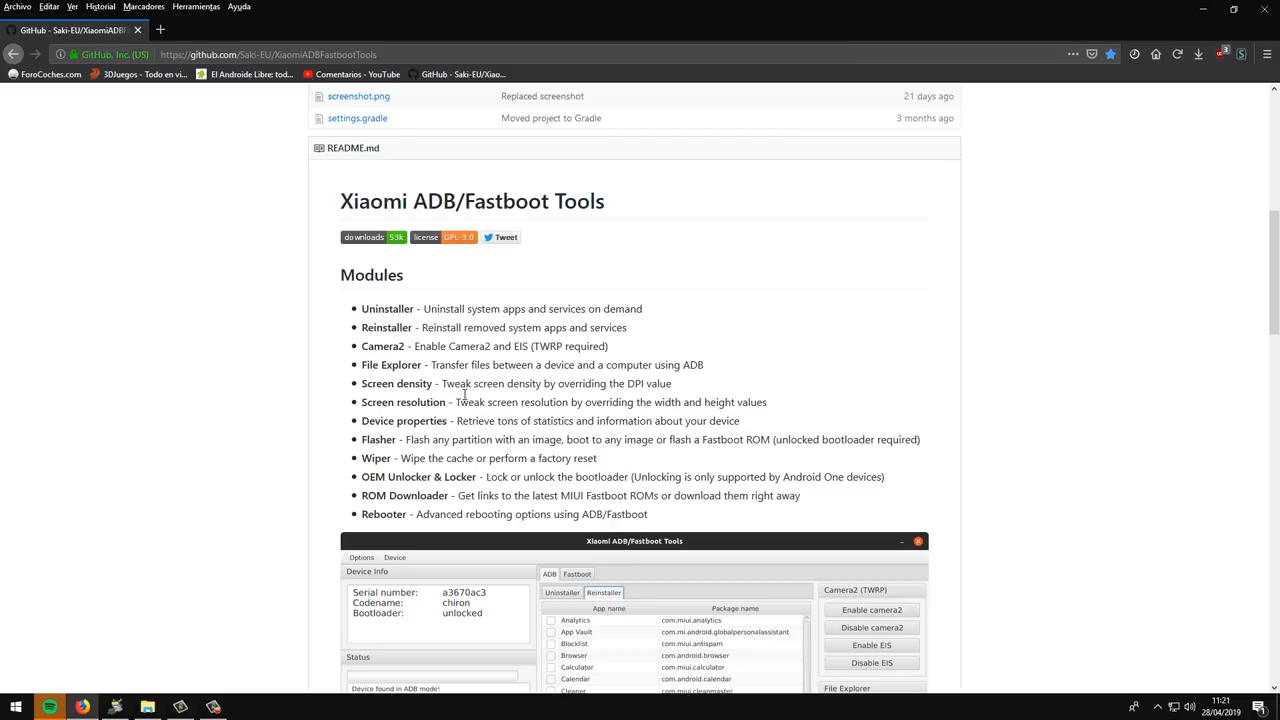 Archivo Editar Ver Historial Marcadores Herramientas Ayuda
GitHub - Saki-EU/XiaomiADBF
GitHub, Inc. (US) https://github.com/Saki-EU/XiaomiADBFastbootTools
3
ForoCoches.com 3DJuegos - Todo en vi... El Androide Libre: tod... Comentarios - YouTube GitHub - Saki-EU/Xiao...
screenshot.png Replaced screenshot 21 days ago
settings.gradle Moved project to Gradle 3 months ago
README.md
Xiaomi ADB/Fastboot Tools
downloads 53k license GPL-3.0 Tweet
Modules
Uninstaller - Uninstall system apps and services on demand
Reinstaller - Reinstall removed system apps and services
Camera2 - Enable Camera2 and EIS (TWRP required)
File Explorer - Transfer files between a device and a computer using ADB
Screen density - Tweak screen density by overriding the DPI value
Screen resolution - Tweak screen resolution by overriding the width and height values
Device properties - Retrieve tons of statistics and information about your device
Flasher - Flash any partition with an image, boot to any image or flash a Fastboot ROM (unlocked bootloader required)
Wiper - Wipe the cache or perform a factory reset
OEM Unlocker & Locker - Lock or unlock the bootloader (Unlocking is only supported by Android One devices)
ROM Downloader - Get links to the latest MIUI Fastboot ROMs or download them right away
Rebooter - Advanced rebooting options using ADB/Fastboot
Xiaomi ADB/Fastboot Tools
Options Device
Device Info
Serial number: a3670ac3
Codename: chiron
Bootloader: unlocked
Status
Device found in ADB mode!
ADB Fastboot
Uninstaller Reinstaller
App name Package name
Analytics com.miui.analytics
App Vault com.mi.android.globalpersonalassistant
Blocklist com.miui.antispam
Browser com.android.browser
Calculator com.miui.calculator
Calendar com.android.calendar
Cleaner com.miui.cleanmaster
Camera2 (TWRP)
Enable camera2
Disable camera2
Enable EIS
Disable EIS
File Explorer
11:21
28/04/2019